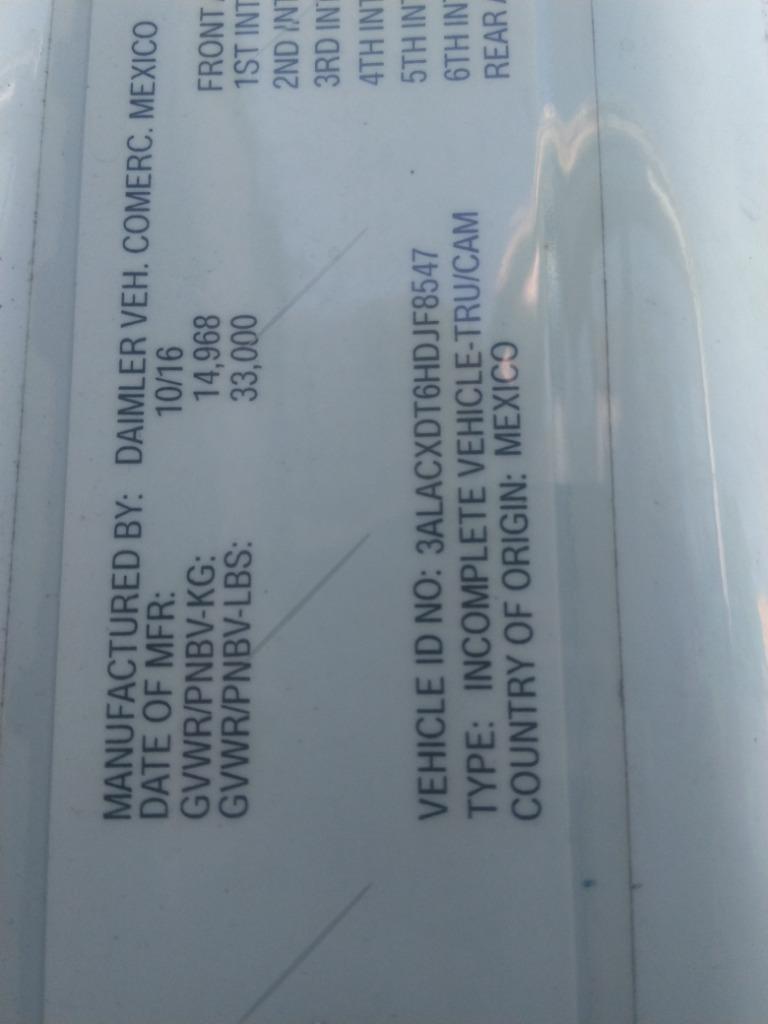 MANUFACTURED BY: DAIMLER VEH. COMERC. MEXICO
DATE OF MFR: 10/16
GVWR/PNBV-KG: 14,968
GVWR/PNBV-LBS: 33,000
FRONT
1ST INT
2ND INT
3RD INT
4TH INT
5TH INT
6TH INT
REAR
VEHICLE ID NO: 3ALACXDT6HDJF8547
TYPE: INCOMPLETE VEHICLE-TRU/CAM
COUNTRY OF ORIGIN: MEXICO